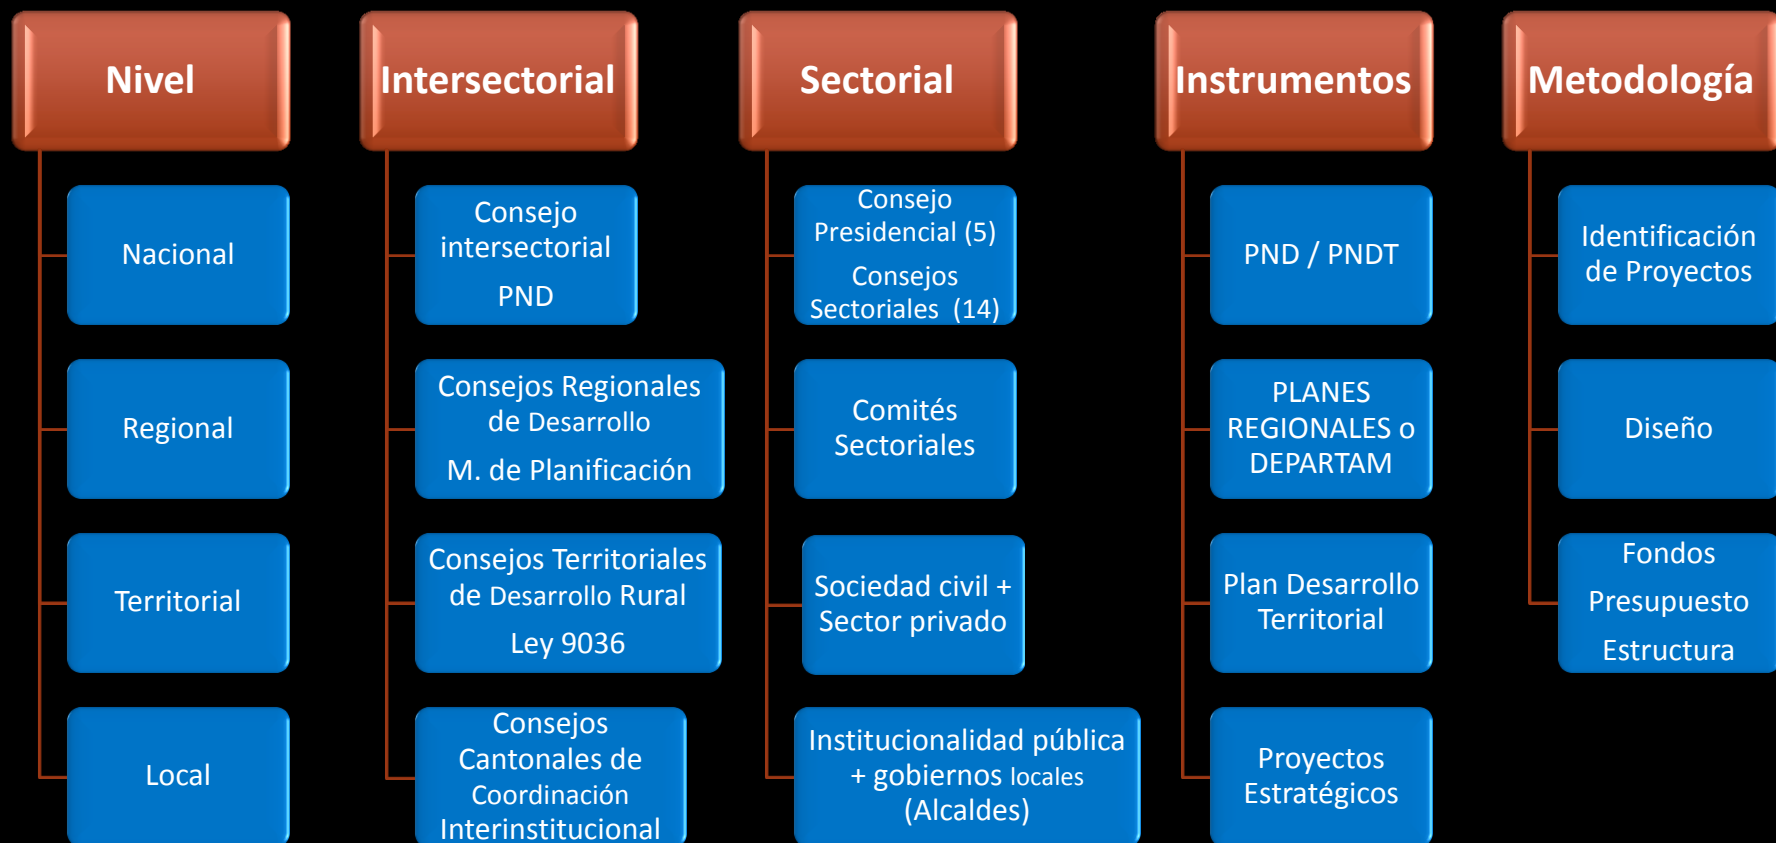 Nivel
Nacional
Regional
Territorial
Local
Intersectorial
Consejo
intersectorial
PND
Consejos Regionales
de Desarrollo
M. de Planificación
Consejos Territoriales
de Desarrollo Rural
Ley 9036
Consejos
Cantonales de
Coordinación
Interinstitucional
Sectorial
Consejo
Presidencial (5)
Consejos
Sectoriales (14)
Comités
Sectoriales
Sociedad civil +
Sector privado
Institucionalidad pública
+ gobiernos locales
(Alcaldes)
Instrumentos
PND / PNDT
PLANES
REGIONALES o
DEPARTAM
Plan Desarrollo
Territorial
Proyectos
Estratégicos
Metodología
Identificación
de Proyectos
Diseño
Fondos
Presupuesto
Estructura